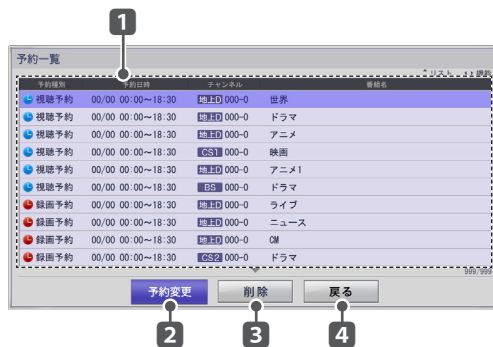 1
予約一覧
予約種別 予約日時 チャンネル 番組名
視聴予約 00/00 00:00～18:30 地上D 000-0 世界
視聴予約 00/00 00:00～18:30 地上D 000-0 ドラマ
視聴予約 00/00 00:00～18:30 地上D 000-0 アニメ
視聴予約 00/00 00:00～18:30 CS1 000-0 映画
視聴予約 00/00 00:00～18:30 地上D 000-0 アニメ1
視聴予約 00/00 00:00～18:30 BS 000-0 ドラマ
録画予約 00/00 00:00～18:30 地上D 000-0 ライブ
録画予約 00/00 00:00～18:30 地上D 000-0 ニュース
録画予約 00/00 00:00～18:30 地上D 000-0 CM
録画予約 00/00 00:00～18:30 CS2 000-0 ドラマ
999/999
予約変更 削除 戻る
2 3 4